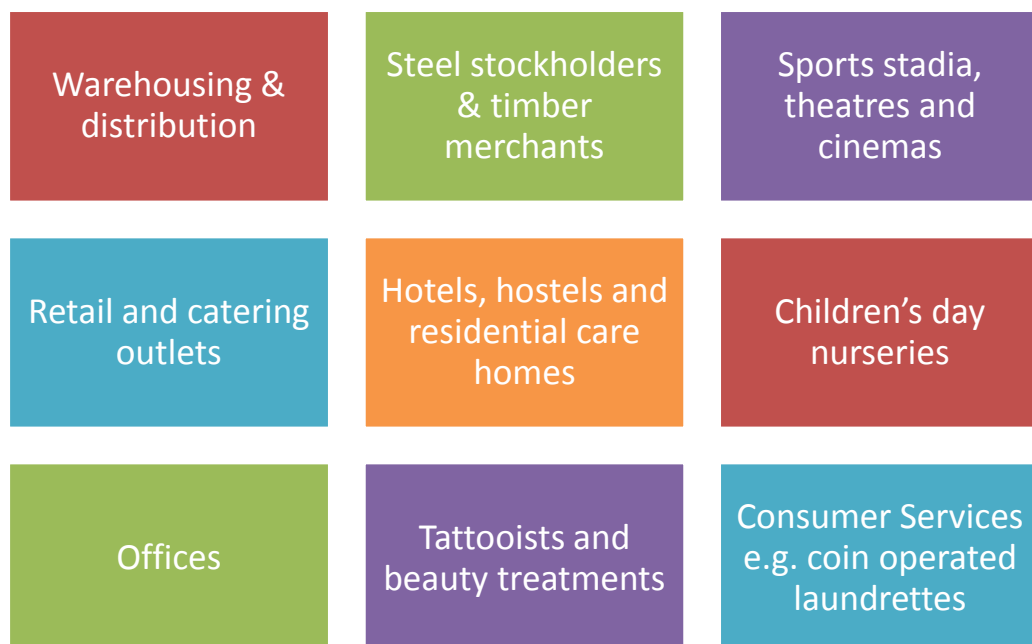 Warehousing &
distribution
Steel stockholders
& timber
merchants
Sports stadia,
theatres and
cinemas
Retail and catering
outlets
Hotels, hostels and
residential care
homes
Children’s day
nurseries
Offices
Tattooists and
beauty treatments
Consumer Services
e.g. coin operated
laundrettes